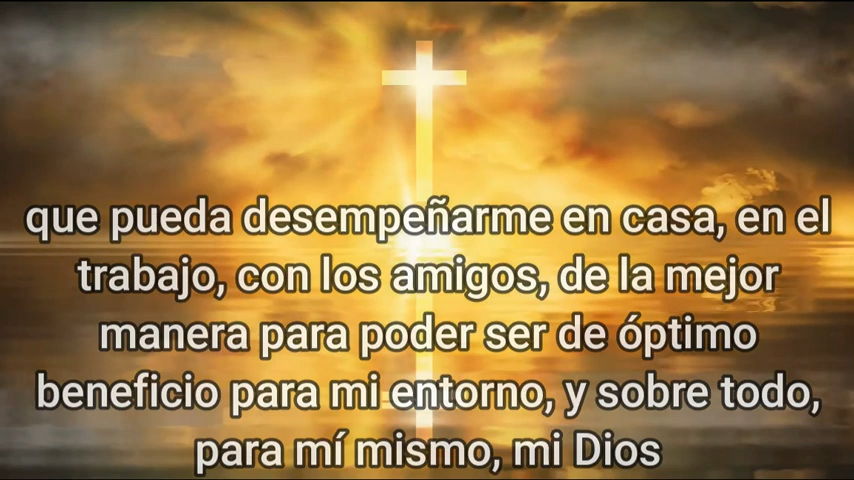 que pueda desempeñarme en casa, en el
trabajo, con los amigos, de la mejor
manera para poder ser de óptimo
beneficio para mi entorno, y sobre todo,
para mí mismo, mi Dios